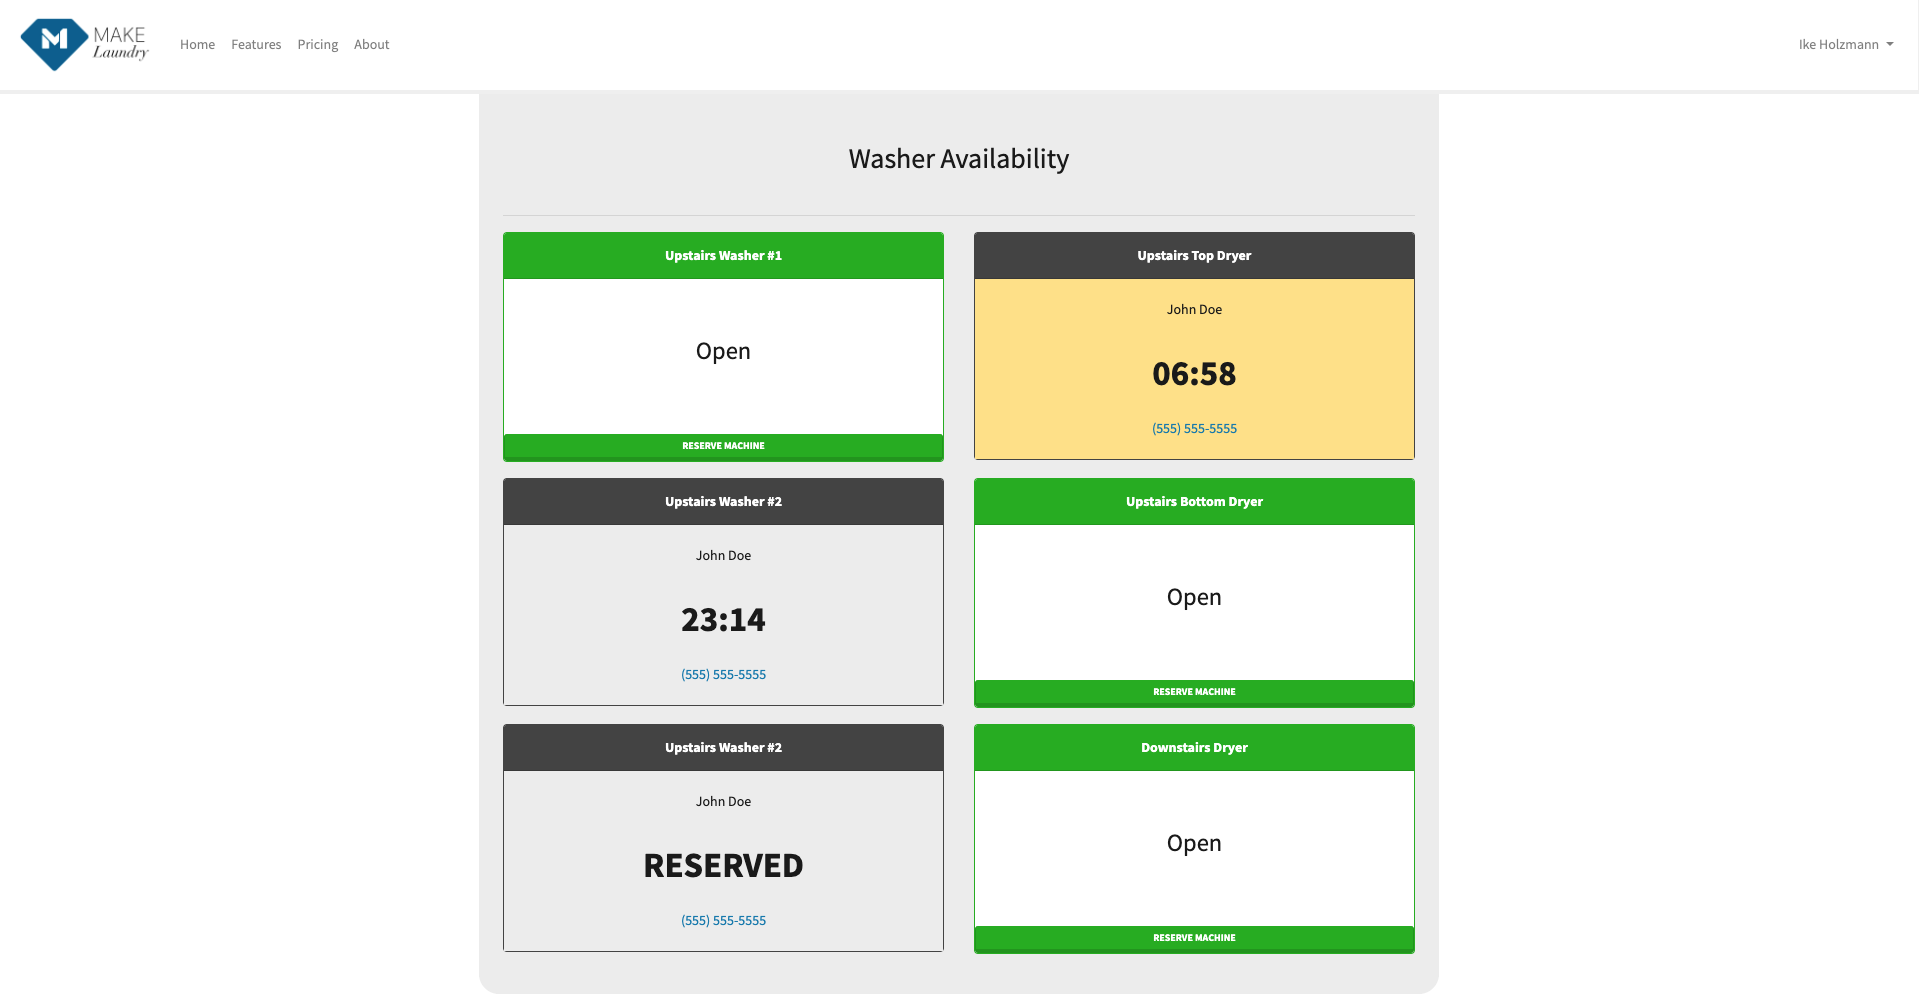 M MAKE
Laundry
Home Features Pricing About
Ike Holzmann
Washer Availability
Upstairs Washer #1
Open
RESERVE MACHINE
Upstairs Top Dryer
John Doe
06:58
(555) 555-5555
Upstairs Washer #2
John Doe
23:14
(555) 555-5555
Upstairs Bottom Dryer
Open
RESERVE MACHINE
Upstairs Washer #2
John Doe
RESERVED
(555) 555-5555
Downstairs Dryer
Open
RESERVE MACHINE